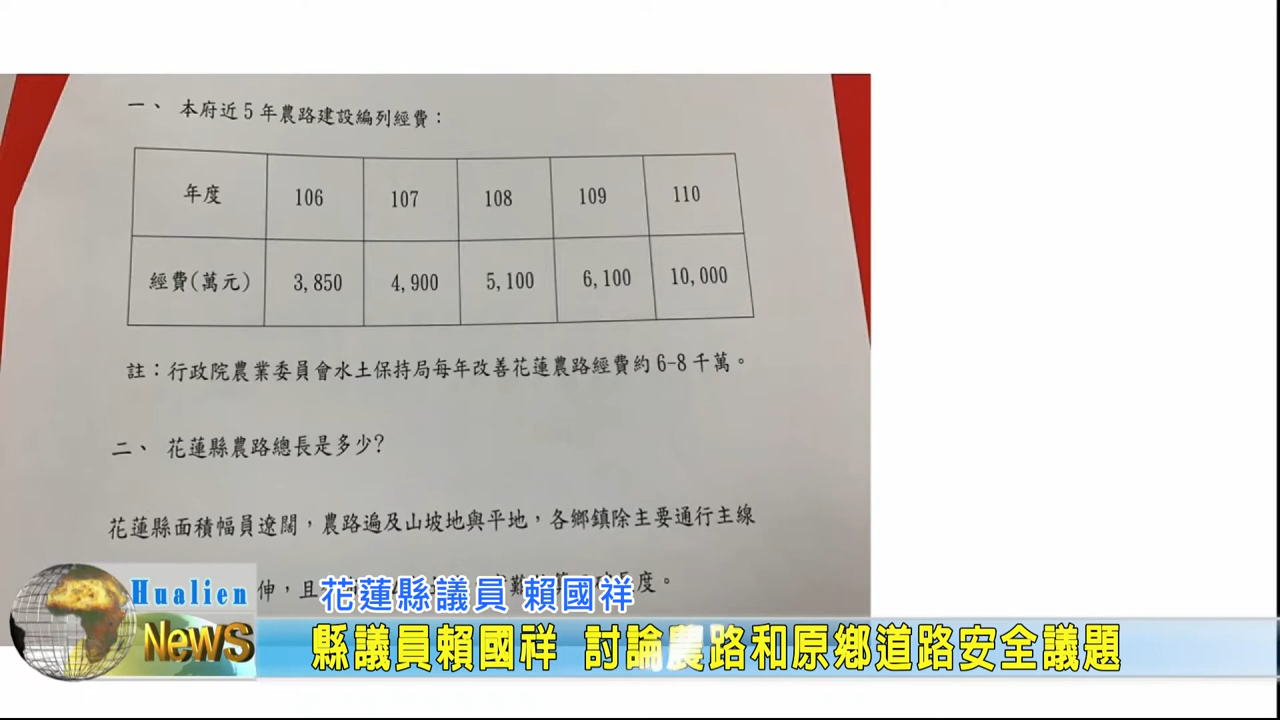 一、 本府近5年農路建設編列經費：
年度 106 107 108 109 110
經費(萬元) 3,850 4,900 5,100 6,100 10,000
註：行政院農業委員會水土保持局每年改善花蓮農路經費約6-8千萬。
二、 花蓮縣農路總長是多少?
花蓮縣面積幅員遼闊，農路遍及山坡地與平地，各鄉鎮除主要通行主線
伸，且
度。
Hualien
News
花蓮縣議員 賴國祥
縣議員賴國祥 討論農路和原鄉道路安全議題